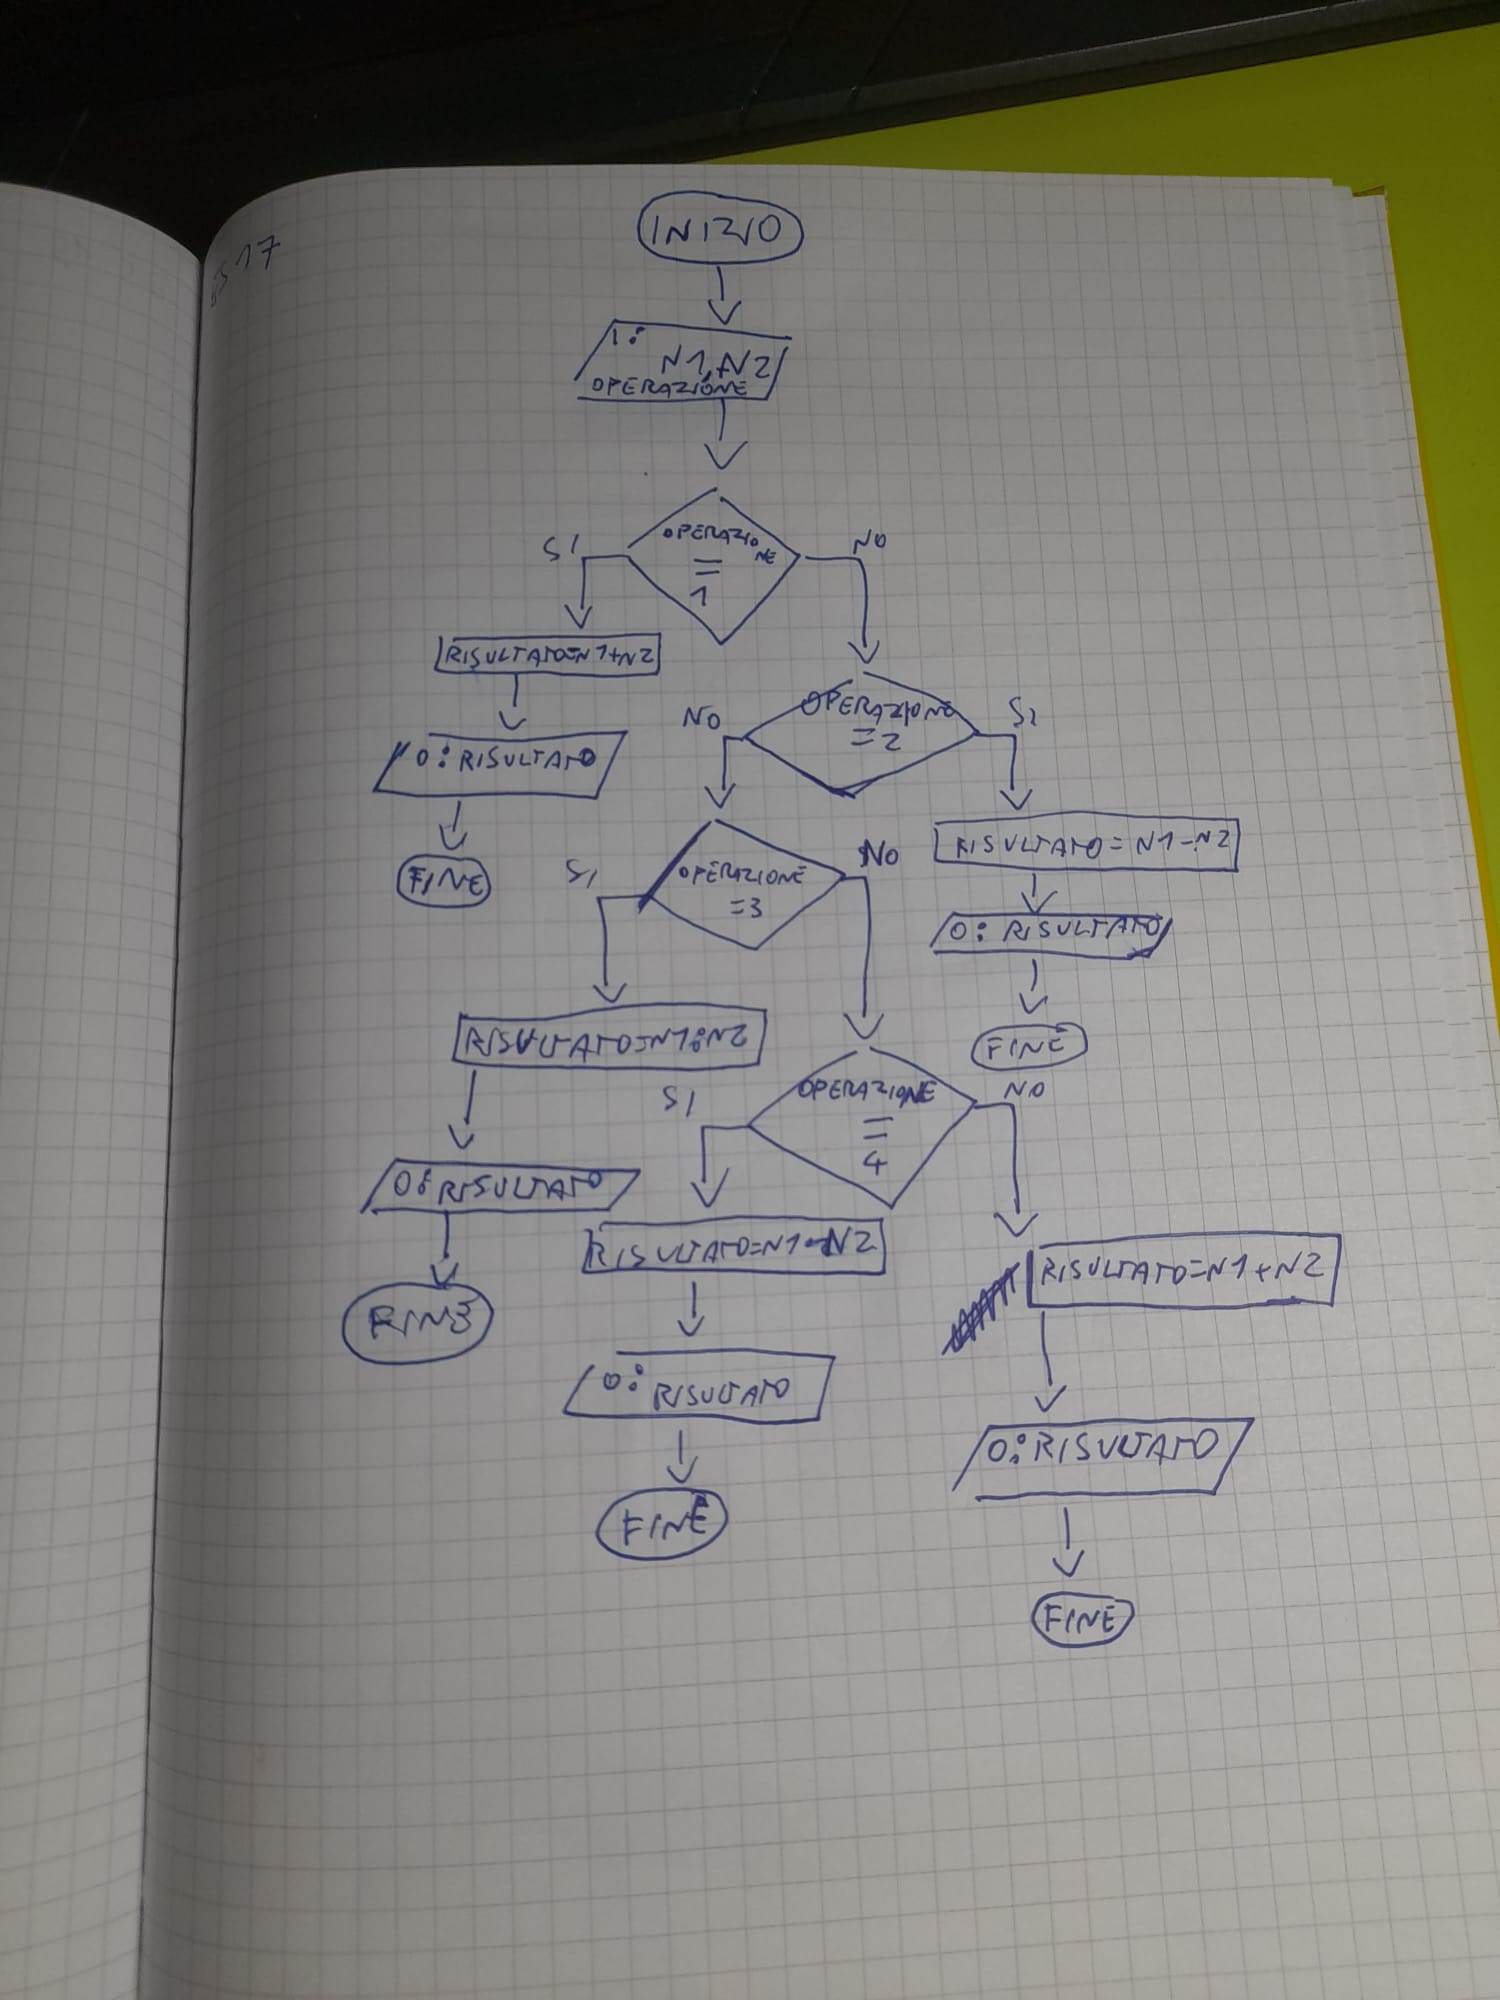 ES 17
INIZIO
I:
N1, N2
OPERAZIONE
OPERAZIO
NE
=
1
SI
NO
RISULTATO=N1+N2
OPERAZIONE
=2
NO
SI
O: RISULTATO
FINE
OPERAZIONE
=3
SI
NO
RISULTATO=N1-N2
O: RISULTATO
FINE
RISULTATO=N1:N2
OPERAZIONE
=
4
SI
NO
O: RISULTATO
FINE
RISULTATO=N1 N2
RISULTATO=N1+N2
O: RISULTATO
FINE
O: RISULTATO
FINE